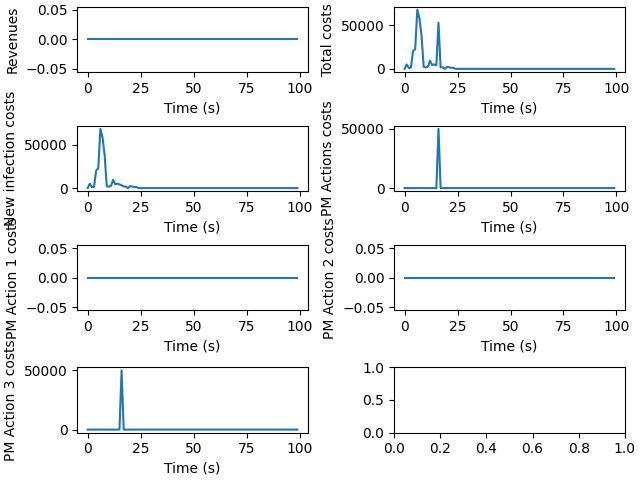 Revenues
0.05
0.00
−0.05
0 25 50 75 100
Time (s)
Total costs
50000
0
0 25 50 75 100
Time (s)
New infection costs
50000
0
0 25 50 75 100
Time (s)
PM Actions costs
50000
0
0 25 50 75 100
Time (s)
PM Action 1 costs
0.05
0.00
−0.05
0 25 50 75 100
Time (s)
PM Action 2 costs
0.05
0.00
−0.05
0 25 50 75 100
Time (s)
PM Action 3 costs
50000
0
0 25 50 75 100
Time (s)
1.0
0.5
0.0
0.0 0.2 0.4 0.6 0.8 1.0